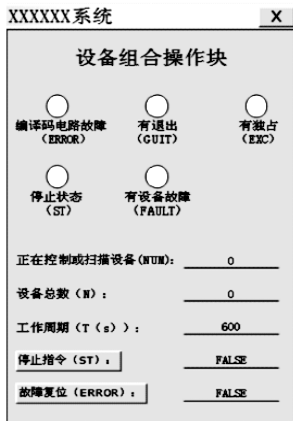 XXXXXX系统 X
设备组合操作块
编译码电路故障 有退出 有独占
(ERROR) (GUIT) (EXC)
停止状态 有设备故障
(ST) (FAULT)
正在控制或扫描设备(NUM): 0
设备总数（N）: 0
工作周期（T（s））: 600
停止指令（ST）: FALSE
故障复位（ERROR）: FALSE